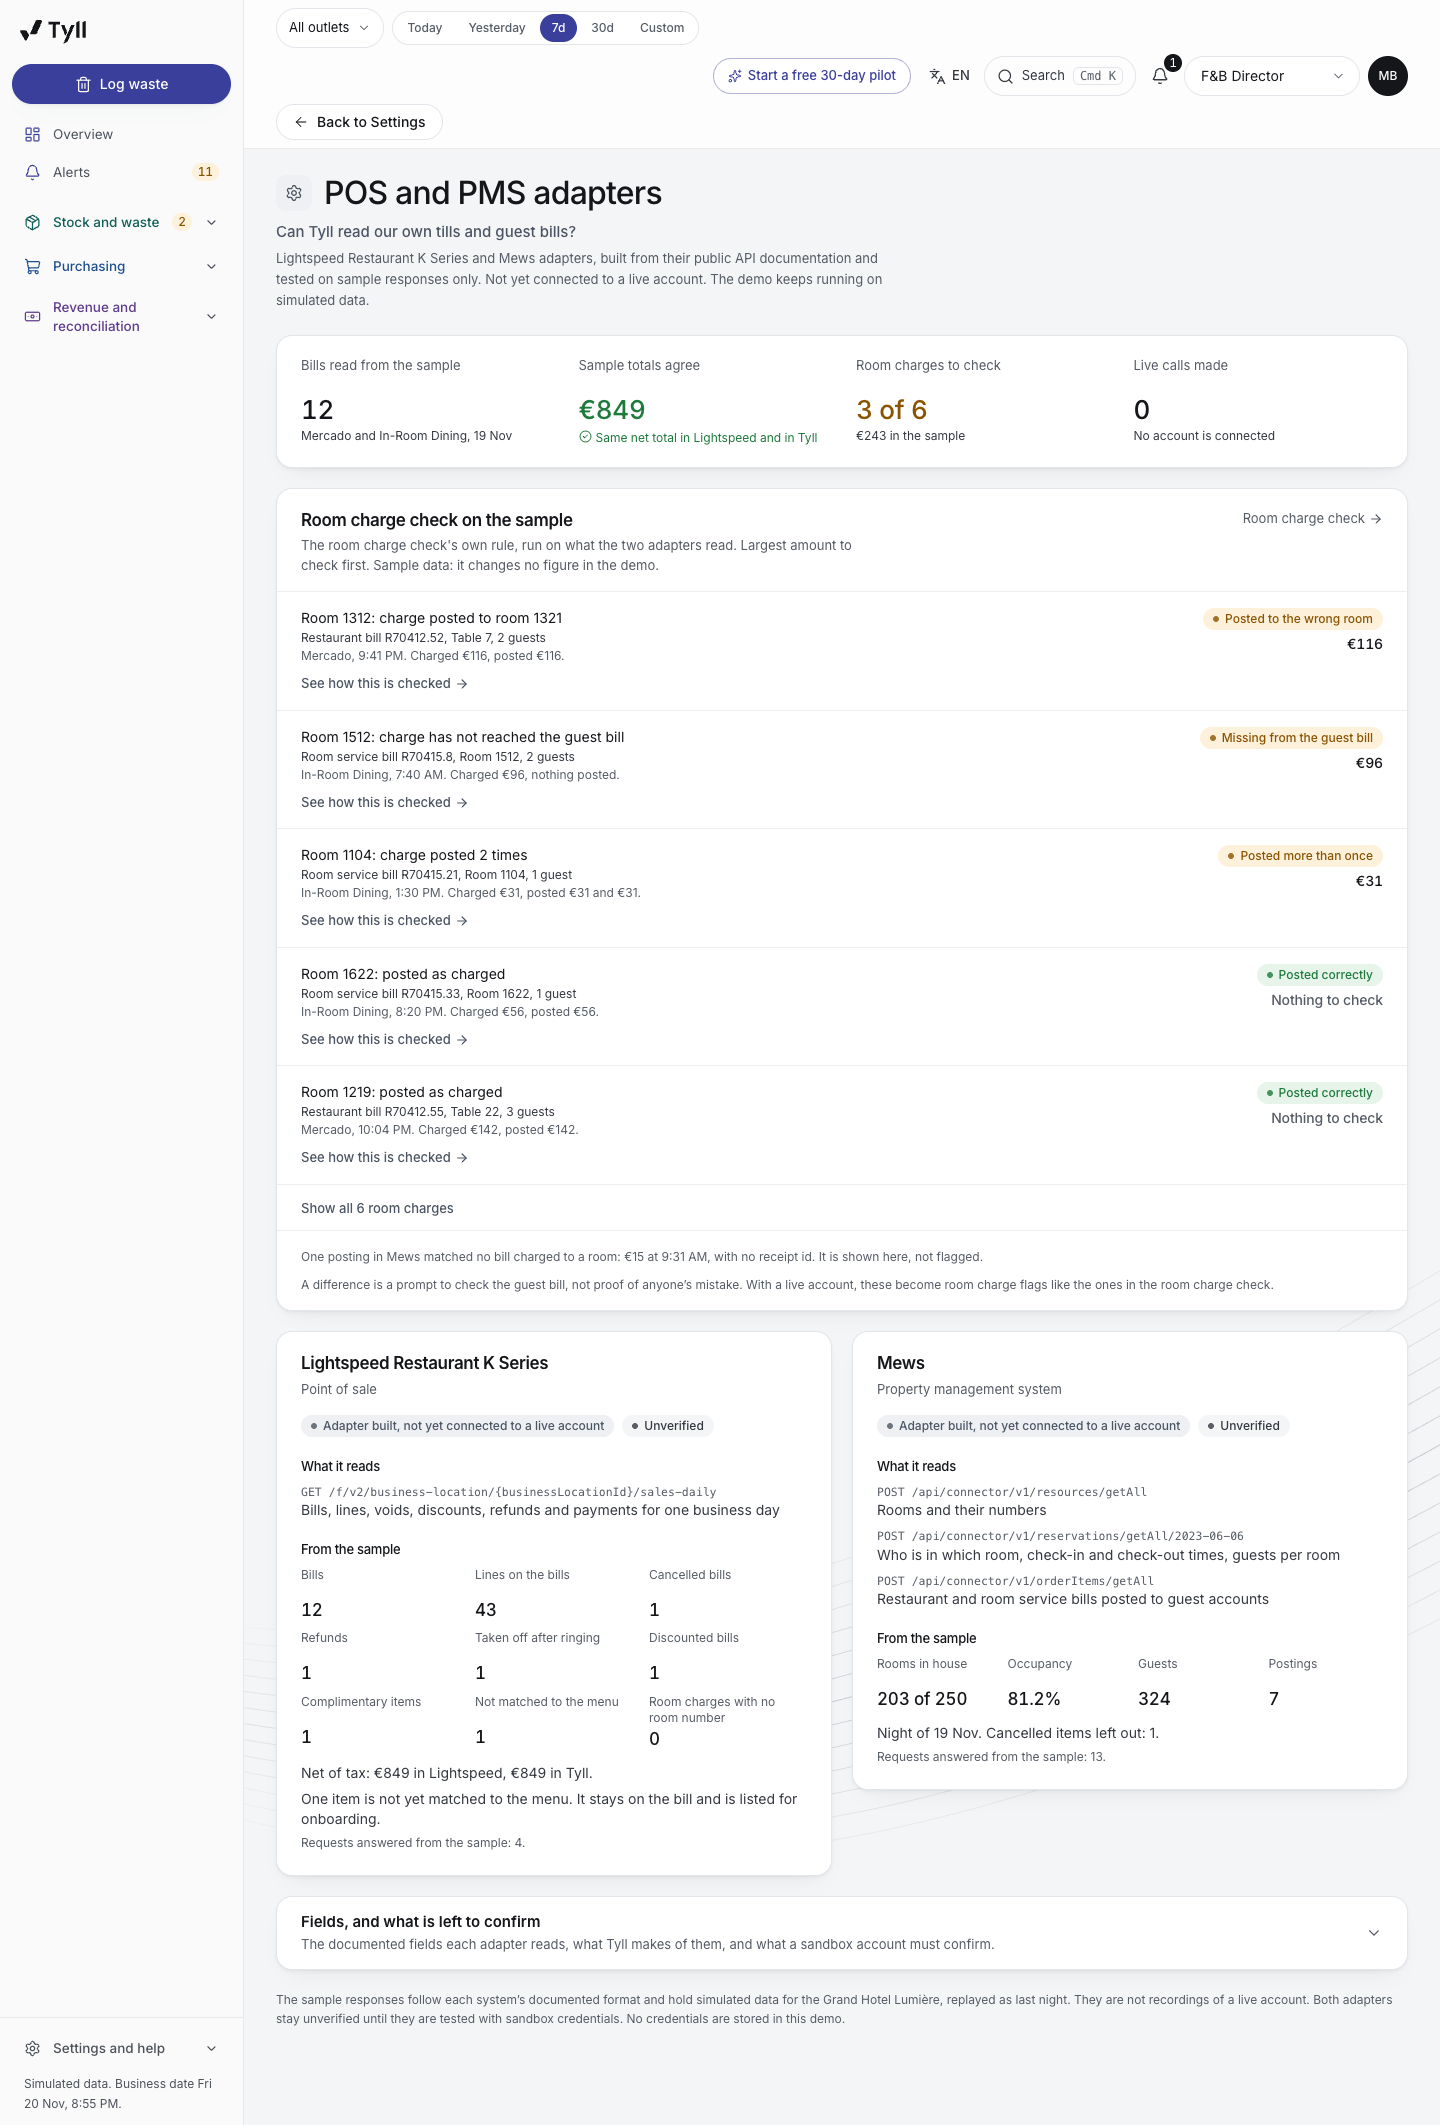 Tyll
Log waste
Overview
Alerts
11
Stock and waste
2
Purchasing
Revenue and
reconciliation
Settings and help
Simulated data. Business date Fri
20 Nov, 8:55 PM.
All outlets
Today
Yesterday
7d
30d
Custom
Start a free 30-day pilot
EN
Search
Cmd K
1
F&B Director
MB
Back to Settings
POS and PMS adapters
Can Tyll read our own tills and guest bills?
Lightspeed Restaurant K Series and Mews adapters, built from their public API documentation and
tested on sample responses only. Not yet connected to a live account. The demo keeps running on
simulated data.
Bills read from the sample
12
Mercado and In-Room Dining, 19 Nov
Sample totals agree
€849
Same net total in Lightspeed and in Tyll
Room charges to check
3 of 6
€243 in the sample
Live calls made
0
No account is connected
Room charge check on the sample
Room charge check
The room charge check's own rule, run on what the two adapters read. Largest amount to
check first. Sample data: it changes no figure in the demo.
Room 1312: charge posted to room 1321
Restaurant bill R70412.52, Table 7, 2 guests
Mercado, 9:41 PM. Charged €116, posted €116.
See how this is checked
Posted to the wrong room
€116
Room 1512: charge has not reached the guest bill
Room service bill R70415.8, Room 1512, 2 guests
In-Room Dining, 7:40 AM. Charged €96, nothing posted.
See how this is checked
Missing from the guest bill
€96
Room 1104: charge posted 2 times
Room service bill R70415.21, Room 1104, 1 guest
In-Room Dining, 1:30 PM. Charged €31, posted €31 and €31.
See how this is checked
Posted more than once
€31
Room 1622: posted as charged
Room service bill R70415.33, Room 1622, 1 guest
In-Room Dining, 8:20 PM. Charged €56, posted €56.
See how this is checked
Posted correctly
Nothing to check
Room 1219: posted as charged
Restaurant bill R70412.55, Table 22, 3 guests
Mercado, 10:04 PM. Charged €142, posted €142.
See how this is checked
Posted correctly
Nothing to check
Show all 6 room charges
One posting in Mews matched no bill charged to a room: €15 at 9:31 AM, with no receipt id. It is shown here, not flagged.
A difference is a prompt to check the guest bill, not proof of anyone’s mistake. With a live account, these become room charge flags like the ones in the room charge check.
Lightspeed Restaurant K Series
Point of sale
Adapter built, not yet connected to a live account
Unverified
What it reads
GET /f/v2/business-location/{businessLocationId}/sales-daily
Bills, lines, voids, discounts, refunds and payments for one business day
From the sample
Bills
12
Lines on the bills
43
Cancelled bills
1
Refunds
1
Taken off after ringing
1
Discounted bills
1
Complimentary items
1
Not matched to the menu
1
Room charges with no
room number
0
Net of tax: €849 in Lightspeed, €849 in Tyll.
One item is not yet matched to the menu. It stays on the bill and is listed for
onboarding.
Requests answered from the sample: 4.
Mews
Property management system
Adapter built, not yet connected to a live account
Unverified
What it reads
POST /api/connector/v1/resources/getAll
Rooms and their numbers
POST /api/connector/v1/reservations/getAll/2023-06-06
Who is in which room, check-in and check-out times, guests per room
POST /api/connector/v1/orderItems/getAll
Restaurant and room service bills posted to guest accounts
From the sample
Rooms in house
203 of 250
Occupancy
81.2%
Guests
324
Postings
7
Night of 19 Nov. Cancelled items left out: 1.
Requests answered from the sample: 13.
Fields, and what is left to confirm
The documented fields each adapter reads, what Tyll makes of them, and what a sandbox account must confirm.
The sample responses follow each system’s documented format and hold simulated data for the Grand Hotel Lumière, replayed as last night. They are not recordings of a live account. Both adapters
stay unverified until they are tested with sandbox credentials. No credentials are stored in this demo.